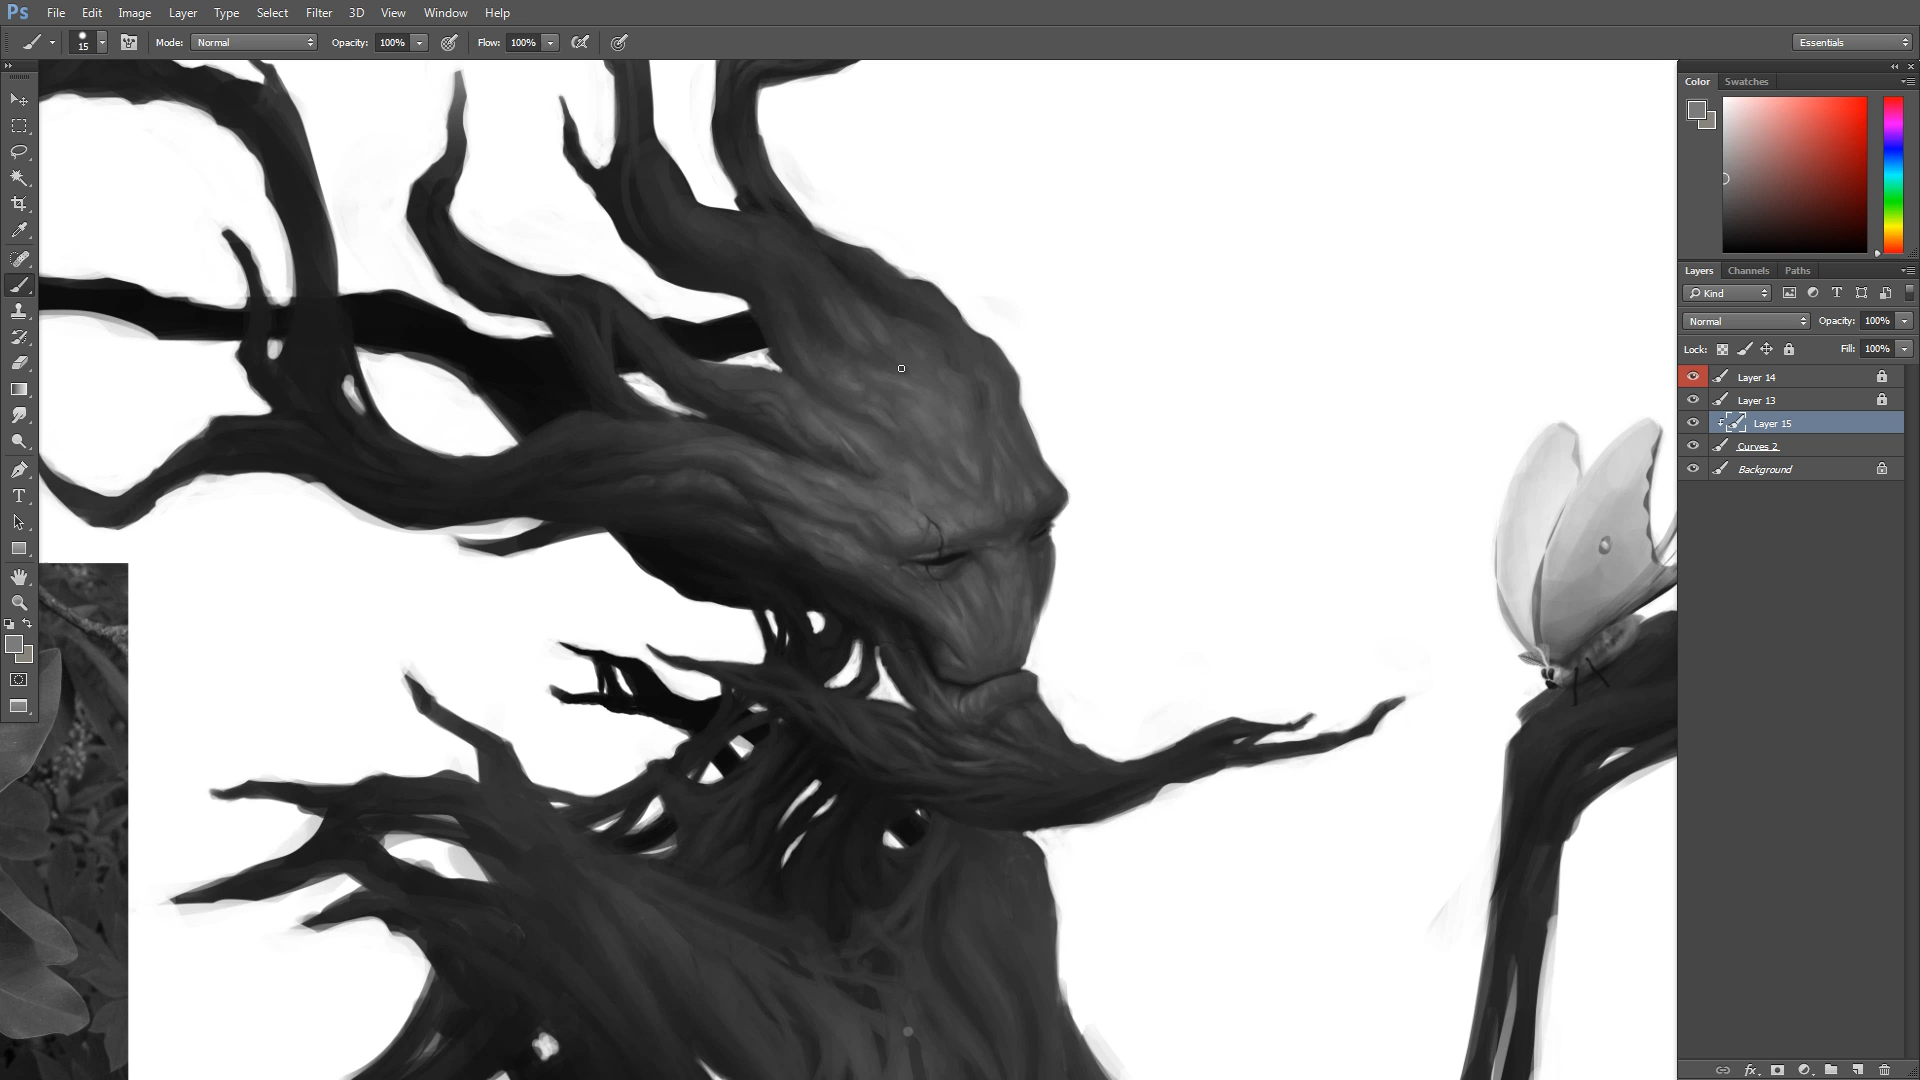 Ps File Edit Image Layer Type Select Filter 3D View Window Help
15 Mode: Normal Opacity: 100% Flow: 100% Essentials
Color Swatches
Layers Channels Paths
Kind T
Normal Opacity: 100%
Lock: Fill: 100%
Layer 14
Layer 13
Layer 15
Curves 2
Background
T
fx